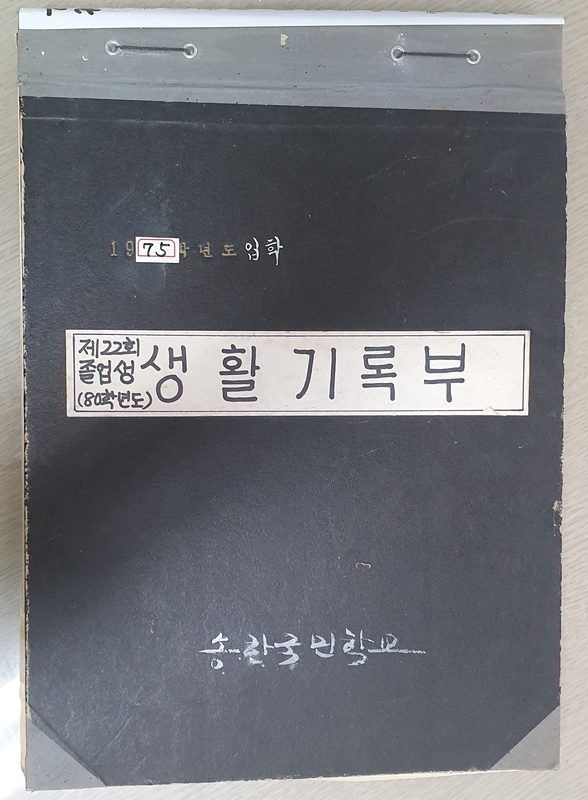 1975학년도입학
제22회
졸업생
(80학년도)
생활기록부
송한국민학교